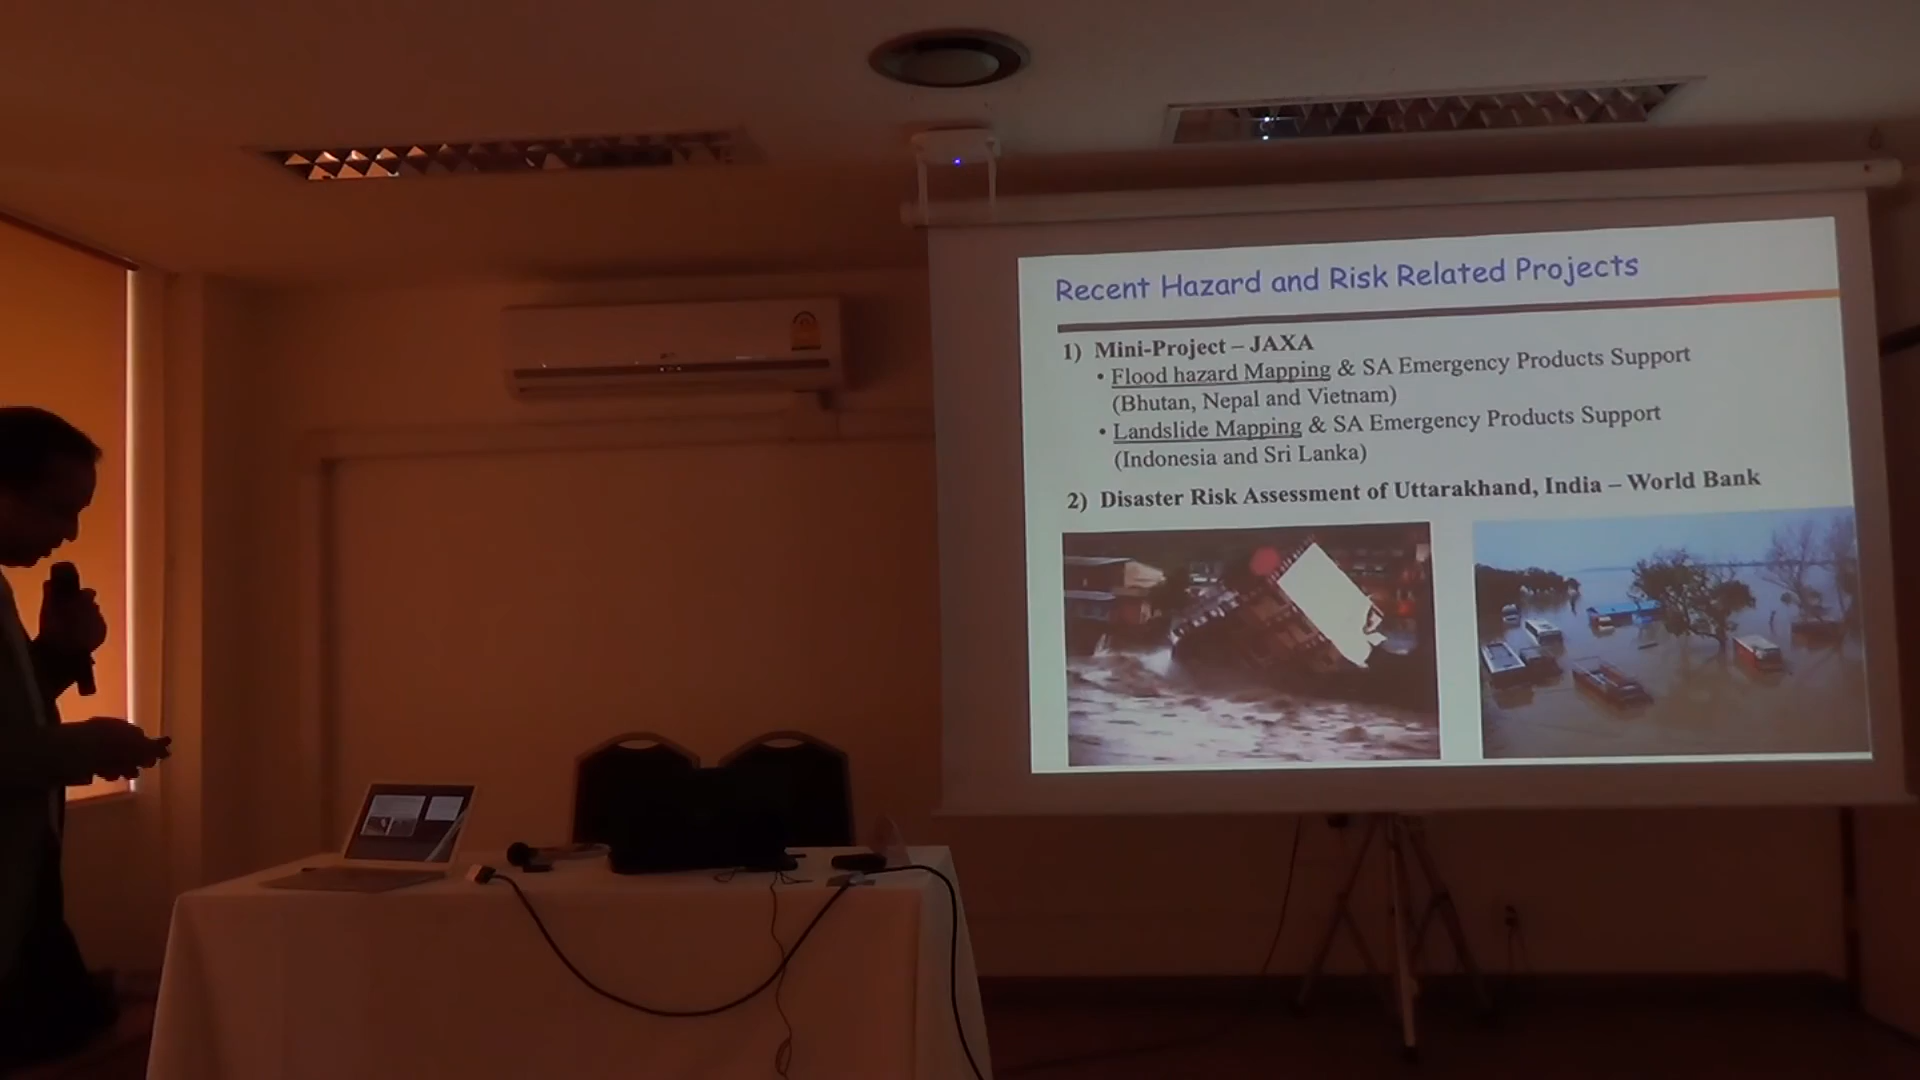 Recent Hazard and Risk Related Projects
1) Mini-Project – JAXA
• Flood hazard Mapping & SA Emergency Products Support
(Bhutan, Nepal and Vietnam)
• Landslide Mapping & SA Emergency Products Support
(Indonesia and Sri Lanka)
2) Disaster Risk Assessment of Uttarakhand, India – World Bank